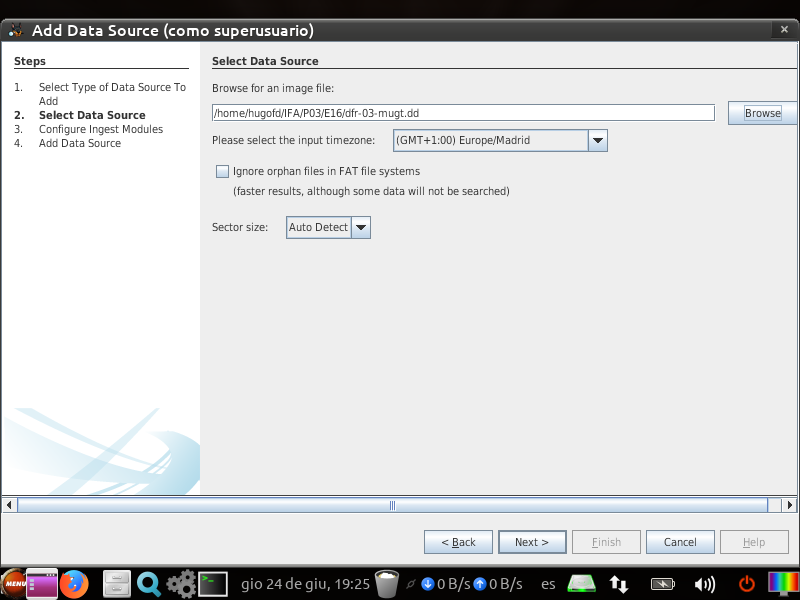 Add Data Source (como superusuario)
Steps
1. Select Type of Data Source To
Add
2. Select Data Source
3. Configure Ingest Modules
4. Add Data Source
Select Data Source
Browse for an image file:
/home/hugofd/IFA/P03/E16/dfr-03-mugt.dd
Browse
Please select the input timezone: (GMT+1:00) Europe/Madrid
Ignore orphan files in FAT file systems
(faster results, although some data will not be searched)
Sector size: Auto Detect
< Back Next > Finish Cancel Help
MENU gio 24 de giu, 19:25 0 B/s 0 B/s es